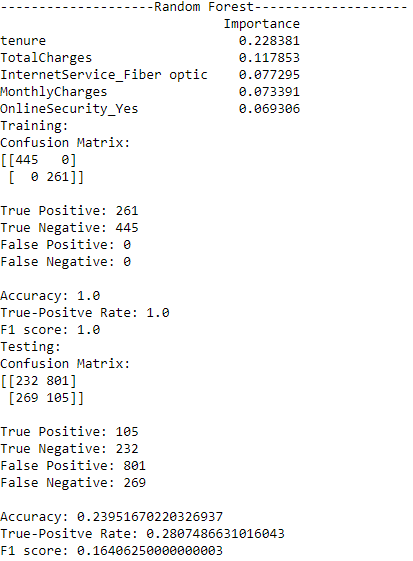 --------------------Random Forest--------------------
Importance
tenure 0.228381
TotalCharges 0.117853
InternetService_Fiber optic 0.077295
MonthlyCharges 0.073391
OnlineSecurity_Yes 0.069306
Training:
Confusion Matrix:
[[445 0]
[ 0 261]]
True Positive: 261
True Negative: 445
False Positive: 0
False Negative: 0
Accuracy: 1.0
True-Positve Rate: 1.0
F1 score: 1.0
Testing:
Confusion Matrix:
[[232 801]
[269 105]]
True Positive: 105
True Negative: 232
False Positive: 801
False Negative: 269
Accuracy: 0.23951670220326937
True-Positve Rate: 0.2807486631016043
F1 score: 0.16406250000000003